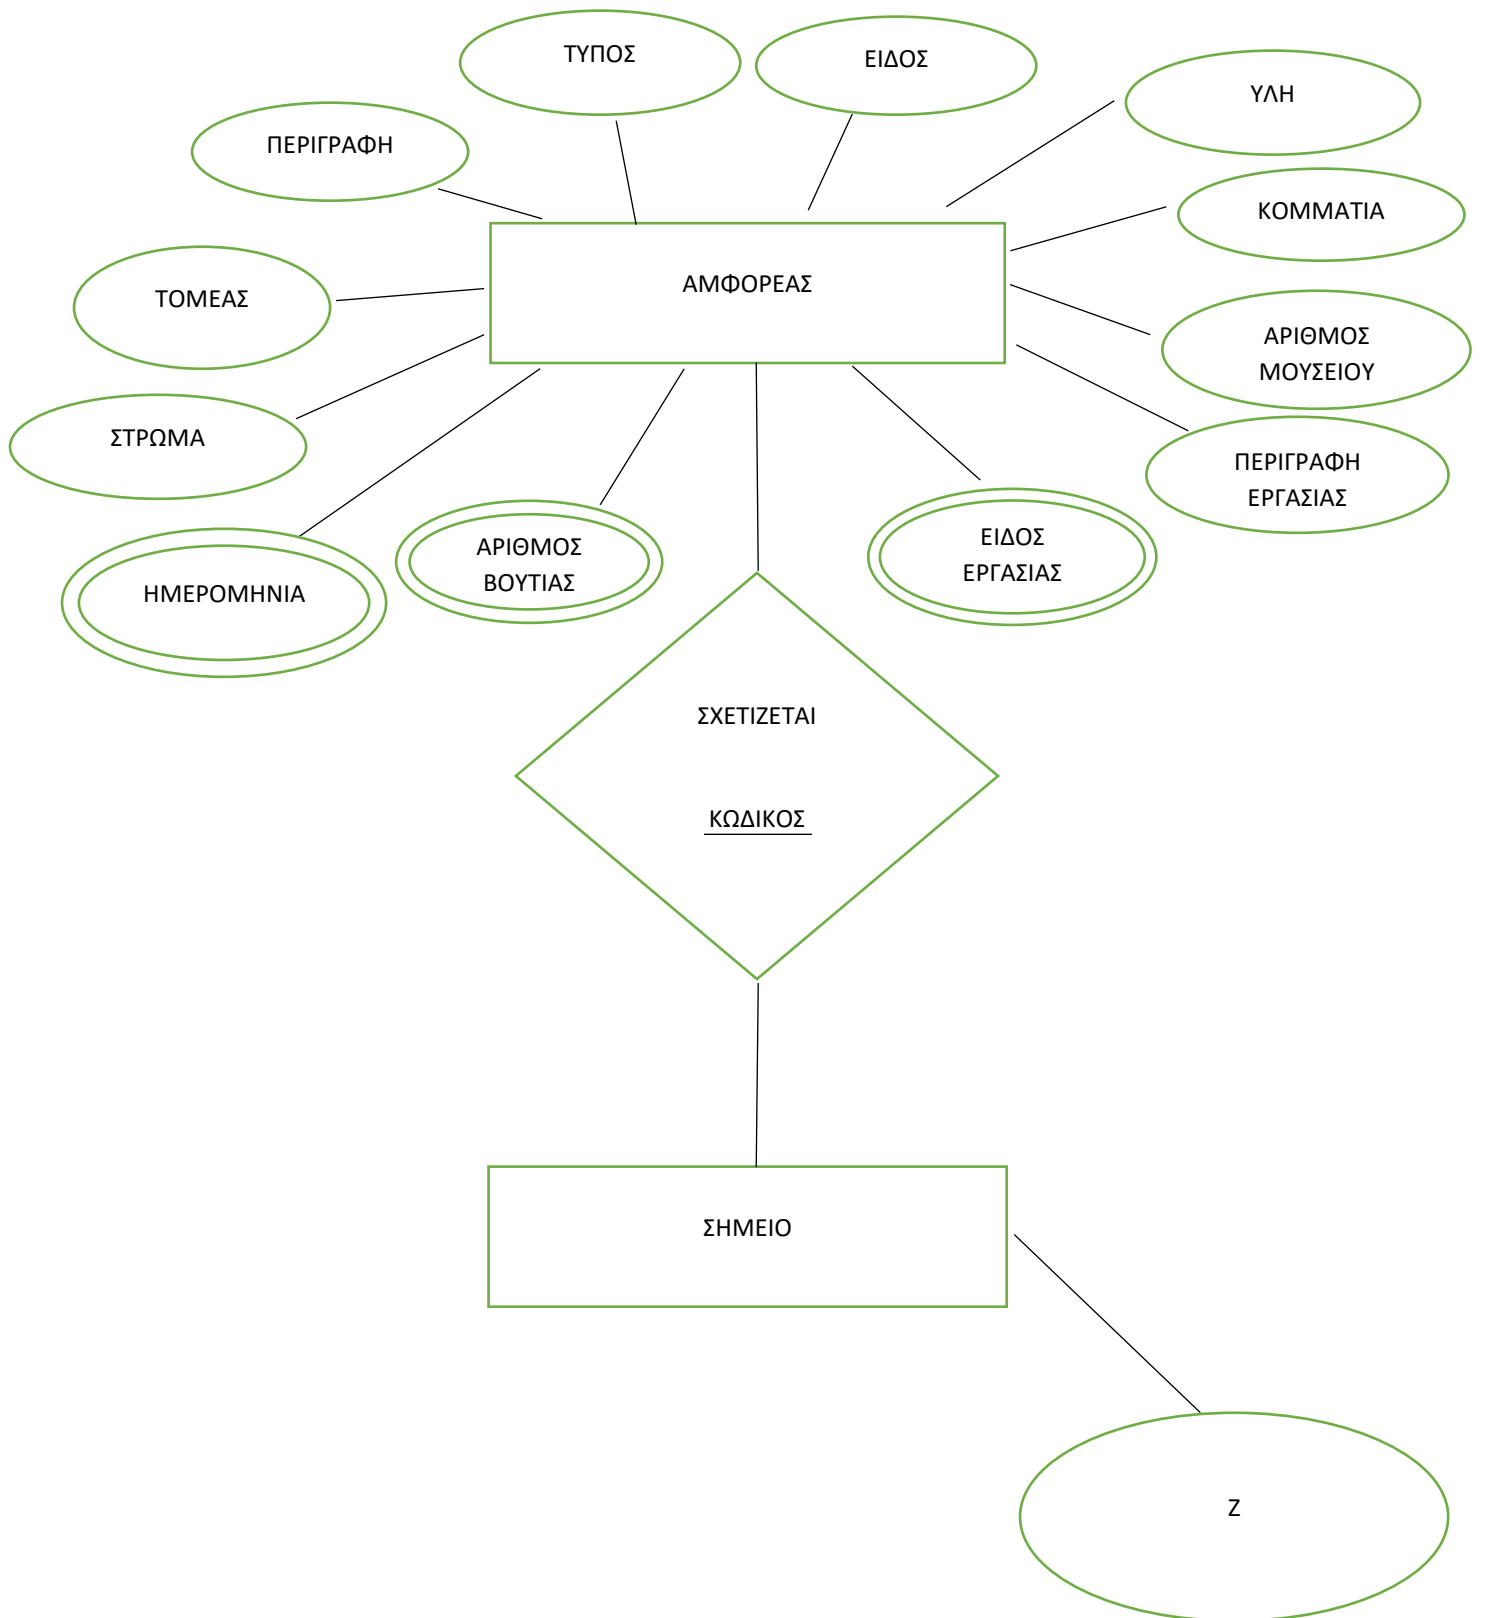 ΤΥΠΟΣ
ΕΙΔΟΣ
ΥΛΗ
ΠΕΡΙΓΡΑΦΗ
ΚΟΜΜΑΤΙΑ
ΑΜΦΟΡΕΑΣ
ΤΟΜΕΑΣ
ΑΡΙΘΜΟΣ
ΜΟΥΣΕΙΟΥ
ΣΤΡΩΜΑ
ΠΕΡΙΓΡΑΦΗ
ΕΡΓΑΣΙΑΣ
ΗΜΕΡΟΜΗΝΙΑ
ΑΡΙΘΜΟΣ
ΒΟΥΤΙΑΣ
ΕΙΔΟΣ
ΕΡΓΑΣΙΑΣ
ΣΧΕΤΙΖΕΤΑΙ
ΚΩΔΙΚΟΣ
ΣΗΜΕΙΟ
Ζ